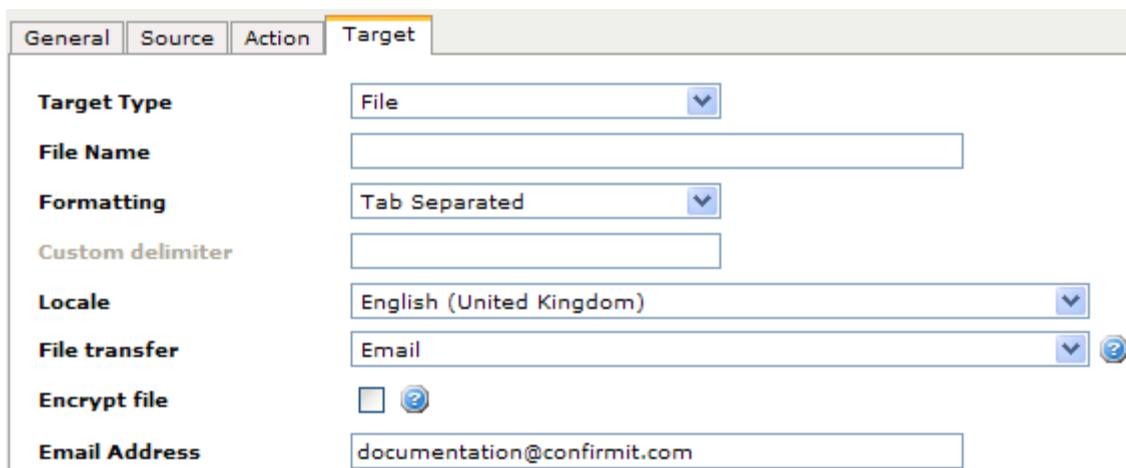 General Source Action Target
Target Type File
File Name
Formatting Tab Separated
Custom delimiter
Locale English (United Kingdom)
File transfer Email ?
Encrypt file ?
Email Address documentation@confirmit.com